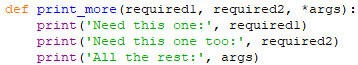 def print_more(required1, required2, *args):
    print('Need this one:', required1)
    print('Need this one too:', required2)
    print('All the rest:', args)